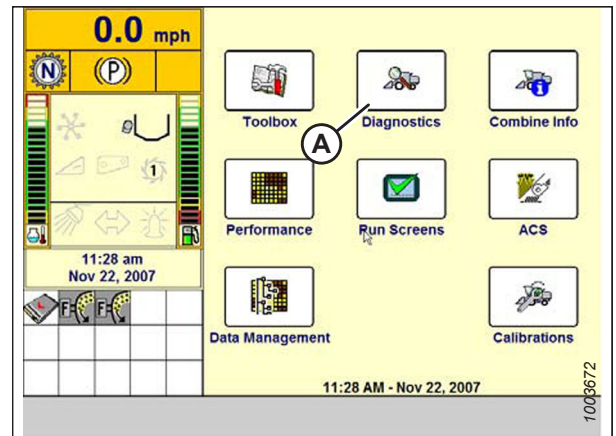 0.0 mph
N (P)
Toolbox
Diagnostics
Combine Info
A
1
Performance
Run Screens
ACS
11:28 am
Nov 22, 2007
F F
Data Management
Calibrations
11:28 AM - Nov 22, 2007
1003672